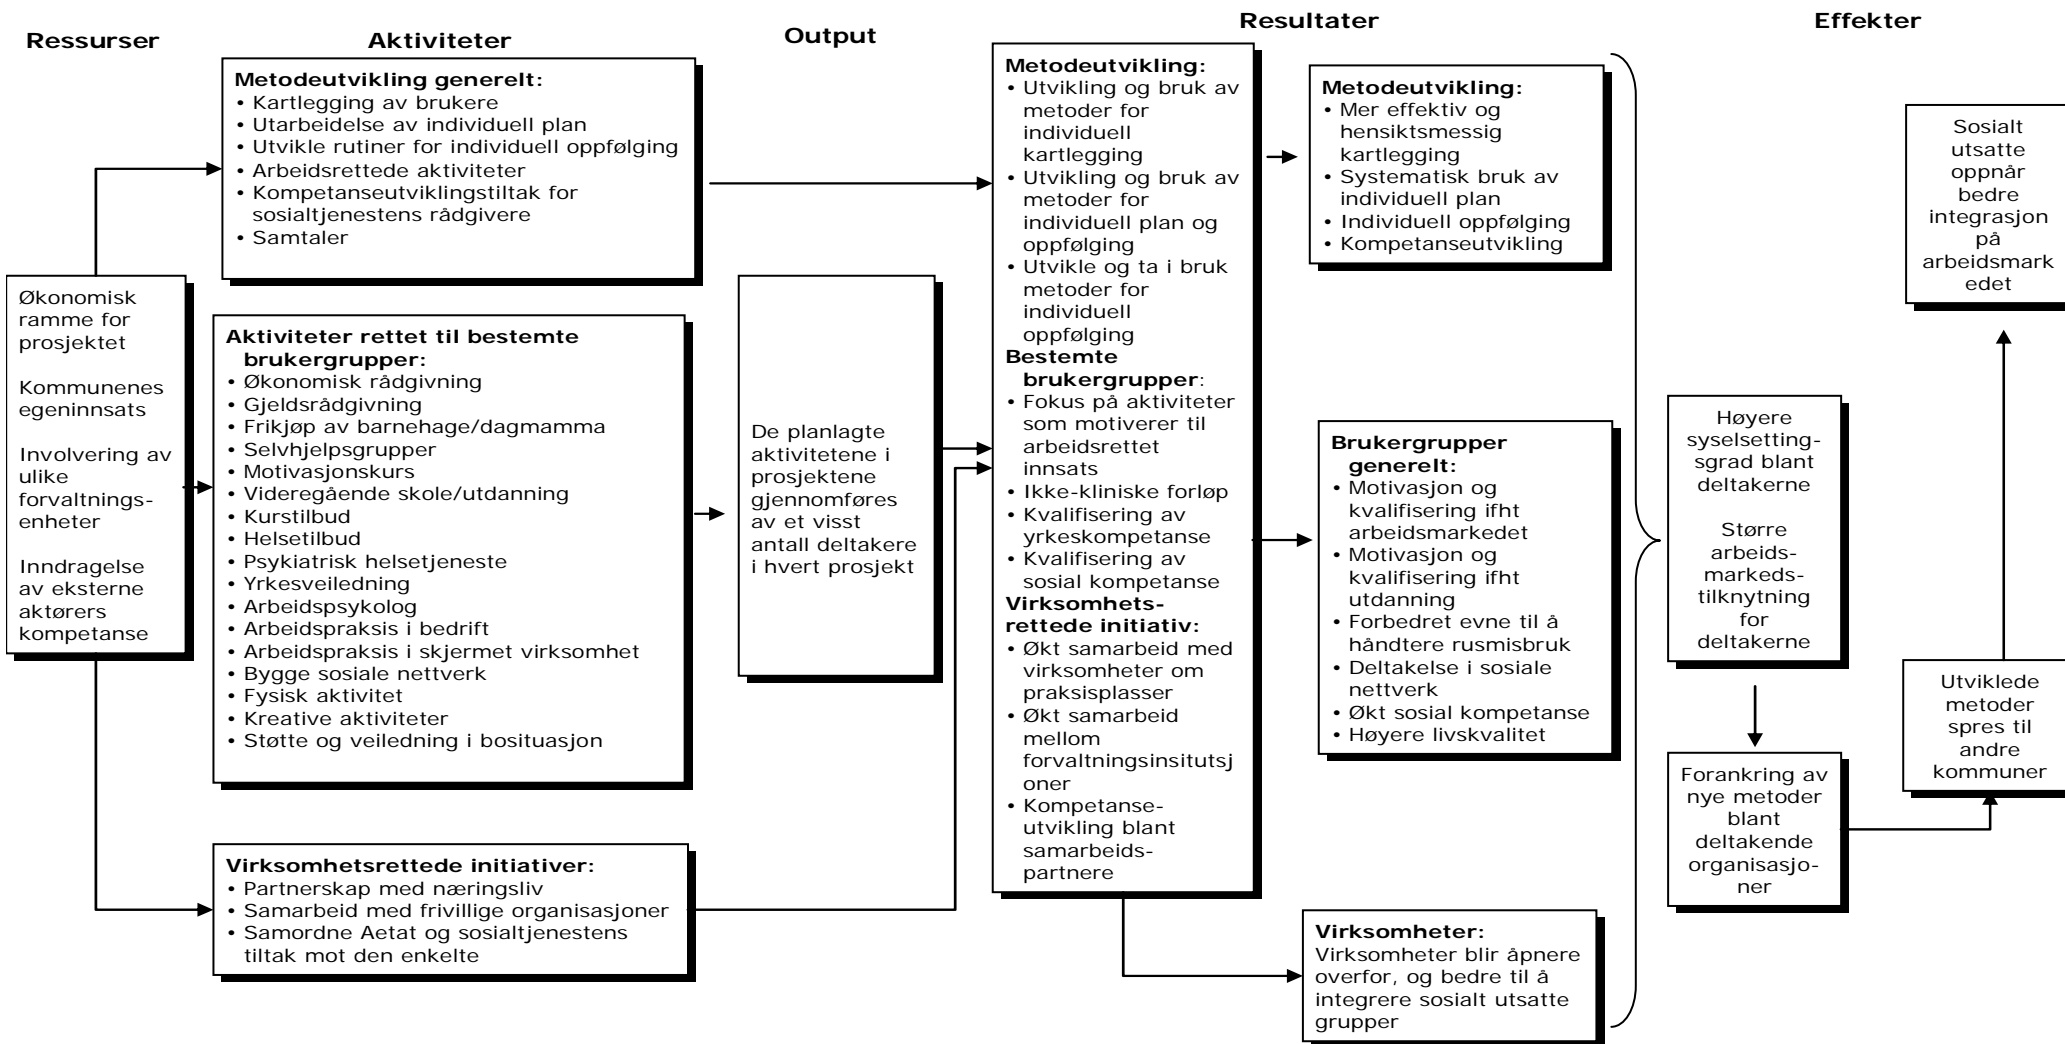 Ressurser
Aktiviteter
Output
Resultater
Effekter
Økonomisk
ramme for
prosjektet
Kommunenes
egeninnsats
Involvering av
ulike
forvaltnings-
enheter
Inndragelse
av eksterne
aktørers
kompetanse
Metodeutvikling generelt:
• Kartlegging av brukere
• Utarbeidelse av individuell plan
• Utvikle rutiner for individuell oppfølging
• Arbeidsrettede aktiviteter
• Kompetanseutviklingstiltak for
sosialtjenestens rådgivere
• Samtaler
Aktiviteter rettet til bestemte
brukergrupper:
• Økonomisk rådgivning
• Gjeldsrådgivning
• Frikjøp av barnehage/dagmamma
• Selvhjelpsgrupper
• Motivasjonskurs
• Videregående skole/utdanning
• Kurstilbud
• Helsetilbud
• Psykiatrisk helsetjeneste
• Yrkesveiledning
• Arbeidspsykolog
• Arbeidspraksis i bedrift
• Arbeidspraksis i skjermet virksomhet
• Bygge sosiale nettverk
• Fysisk aktivitet
• Kreative aktiviteter
• Støtte og veiledning i bosituasjon
Virksomhetsrettede initiativer:
• Partnerskap med næringsliv
• Samarbeid med frivillige organisasjoner
• Samordne Aetat og sosialtjenestens
tiltak mot den enkelte
De planlagte
aktivitetene i
prosjektene
gjennomføres
av et visst
antall deltakere
i hvert prosjekt
Metodeutvikling:
• Utvikling og bruk av
metoder for
individuell
kartlegging
• Utvikling og bruk av
metoder for
individuell plan og
oppfølging
• Utvikle og ta i bruk
metoder for
individuell
oppfølging
Bestemte
brukergrupper:
• Fokus på aktiviteter
som motiverer til
arbeidsrettet
innsats
• Ikke-kliniske forløp
• Kvalifisering av
yrkeskompetanse
• Kvalifisering av
sosial kompetanse
Virksomhets-
rettede initiativ:
• Økt samarbeid med
virksomheter om
praksisplasser
• Økt samarbeid
mellom
forvaltningsinsitutsj
oner
• Kompetanse-
utvikling blant
samarbeids-
partnere
Metodeutvikling:
• Mer effektiv og
hensiktsmessig
kartlegging
• Systematisk bruk av
individuell plan
• Individuell oppfølging
• Kompetanseutvikling
Brukergrupper
generelt:
• Motivasjon og
kvalifisering ifht
arbeidsmarkedet
• Motivasjon og
kvalifisering ifht
utdanning
• Forbedret evne til å
håndtere rusmisbruk
• Deltakelse i sosiale
nettverk
• Økt sosial kompetanse
• Høyere livskvalitet
Virksomheter:
Virksomheter blir åpnere
overfor, og bedre til å
integrere sosialt utsatte
grupper
Høyere
syselsetting-
sgrad blant
deltakerne
Større
arbeids-
markeds-
tilknytning
for
deltakerne
Forankring av
nye metoder
blant
deltakende
organisasjo-
ner
Utviklede
metoder
spres til
andre
kommuner
Sosialt
utsatte
oppnår
bedre
integrasjon
på
arbeidsmark
edet